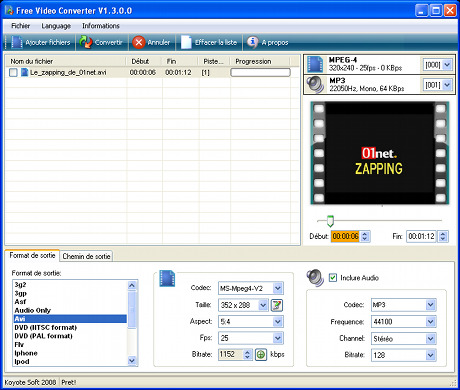 Free Video Converter V1.3.0.0
Fichier Language Informations
Ajouter fichiers Convertir Annuler Effacer la liste A propos
Nom du fichier Début Fin Piste... Progression
Le_zapping_de_01net.avi 00:00:06 00:01:12 [1]
MPEG-4
320x240 - 25fps - 0 KBps
[000]
MP3
22050Hz, Mono, 64 KBps
[001]
01net.
ZAPPING
Début: 00:00:06 Fin: 00:01:12
Format de sortie Chemin de sortie
Format de sortie:
3g2
3gp
Asf
Audio Only
Avi
DVD (NTSC format)
DVD (PAL format)
Flv
Iphone
Ipod
Codec: MS-Mpeg4-V2
Taille: 352 x 288
Aspect: 5:4
Fps: 25
Bitrate: 1152 kbps
Inclure Audio
Codec: MP3
Frequence: 44100
Channel: Stéréo
Bitrate: 128
Koyote Soft 2008 Pret!